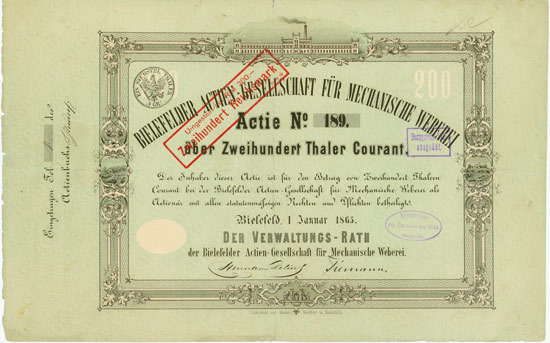 BIELEFELDER ACTIEN-GESELLSCHAFT FÜR MECHANISCHE WEBEREI
200
Zweihundert Reichsmark
Actie No. 189.
über Zweihundert Thaler Courant.
Der Inhaber dieser Actie ist für den Betrag von Zweihundert Thalern
Courant bei der Bielefelder Actien-Gesellschaft für Mechanische Weberei als
Actionär mit allen statutenmässigen Rechten und Pflichten betheiligt.
Bielefeld, 1 Januar 1865.
DER VERWALTUNGS-RATH
der Bielefelder Actien-Gesellschaft für Mechanische Weberei.
Tiemann.
Eingetragen Fol. des
Actienbuchs